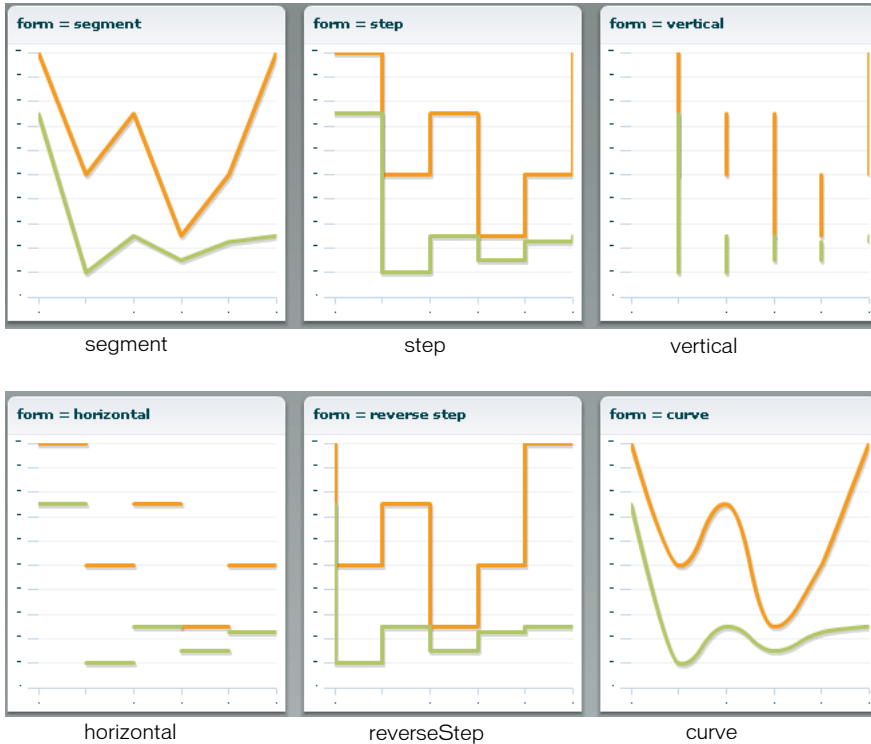 form = segment
form = step
form = vertical
segment
step
vertical
form = horizontal
form = reverse step
form = curve
horizontal
reverseStep
curve